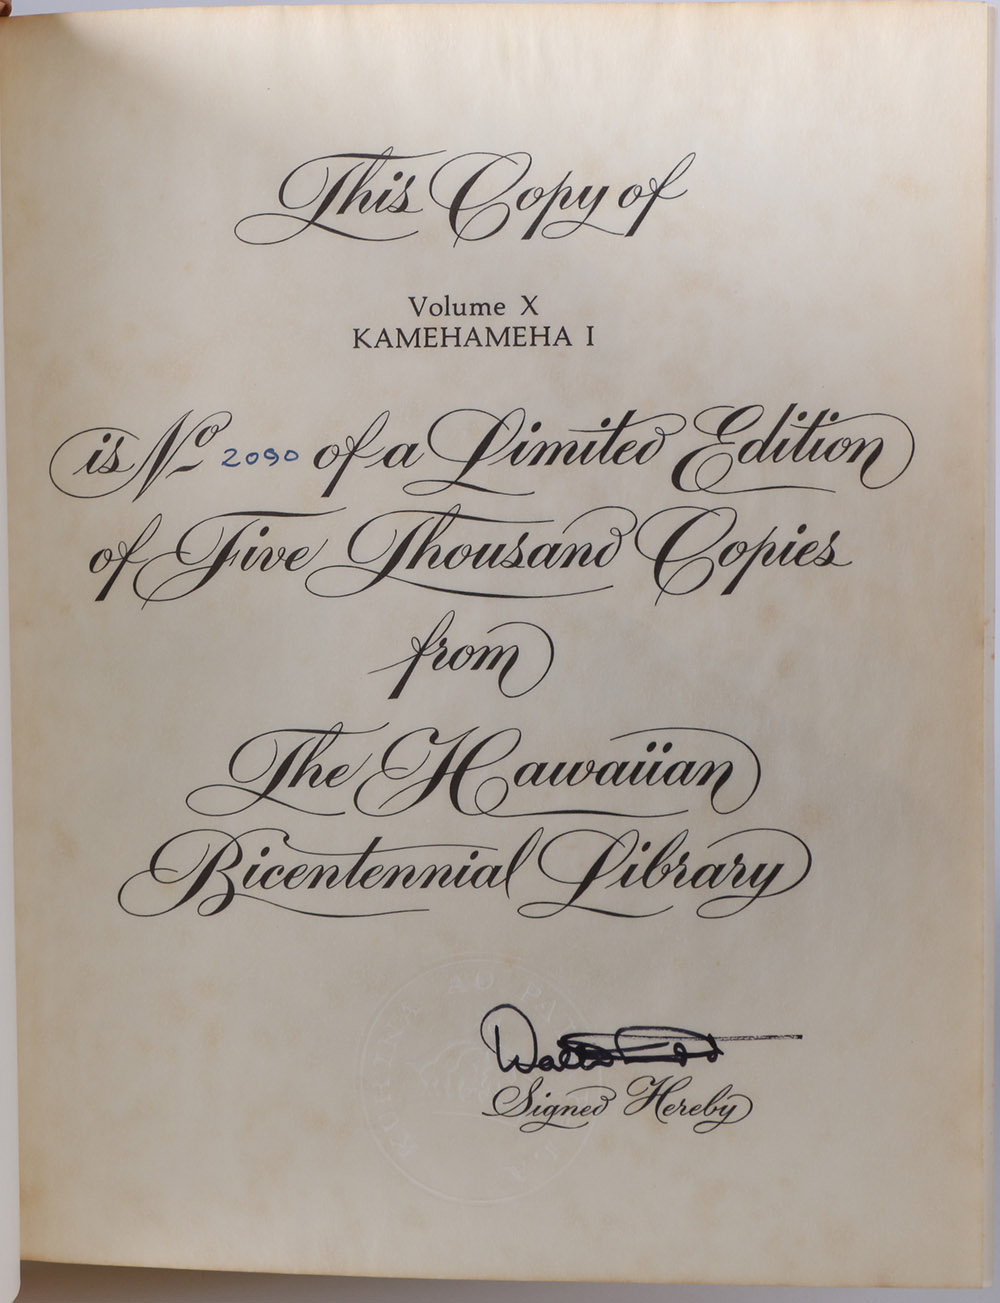 This Copy of
Volume X
KAMEHAMEHA I
is No 2090 of a Limited Edition
of Five Thousand Copies
from
The Hawaiian
Bicentennial Library
Signed Hereby